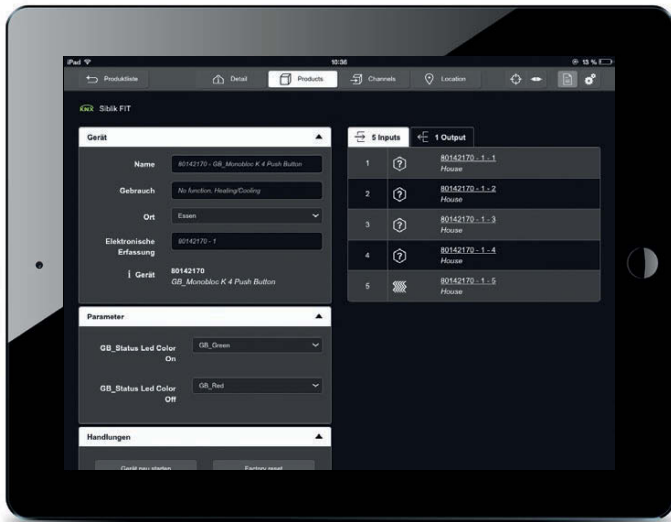 iPad
10:36
13 %
Produktliste
Detail
Products
Channels
Location
KNX Siblik FIT
Gerät
Name
80142170 - GB_Monobloc K 4 Push Button
Gebrauch
No function, Heating/Cooling
Ort
Essen
Elektronische
Erfassung
80142170 - 1
i Gerät
80142170
GB_Monobloc K 4 Push Button
Parameter
GB_Status Led Color
On
GB_Green
GB_Status Led Color
Off
GB_Red
Handlungen
Gerät neu starten
Factory reset
5 Inputs
1 Output
1
80142170 - 1 - 1
House
2
80142170 - 1 - 2
House
3
80142170 - 1 - 3
House
4
80142170 - 1 - 4
House
5
80142170 - 1 - 5
House